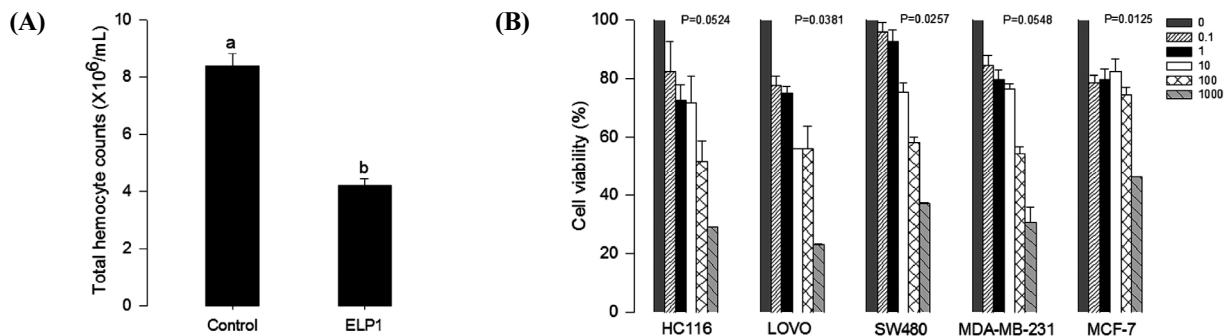 (A)
10
8
6
4
2
0
Total hemocyte counts (X10⁶/mL)
a
b
Control ELP1
(B)
100
80
60
40
20
0
Cell viability (%)
P=0.0524 P=0.0381 P=0.0257 P=0.0548 P=0.0125
HC116 LOVO SW480 MDA-MB-231 MCF-7
0
0.1
1
10
100
1000